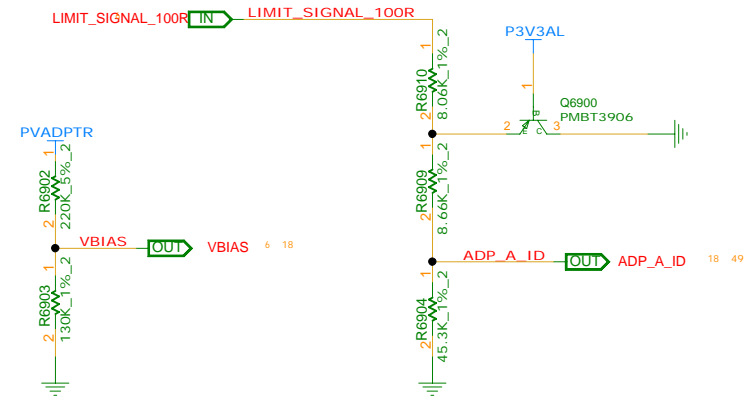 LIMIT_SIGNAL_100R IN LIMIT_SIGNAL_100R
P3V3AL
1
R6910
8.06K_1%_2
2
1
Q6900
PMBT3906
2 E B C 3
PVADPTR
1
R6902
220K_5%_2
2
1
R6909
8.66K_1%_2
2
VBIAS OUT VBIAS 6 18
ADP_A_ID OUT ADP_A_ID 18 49
1
R6903
130K_1%_2
2
1
R6904
45.3K_1%_2
2